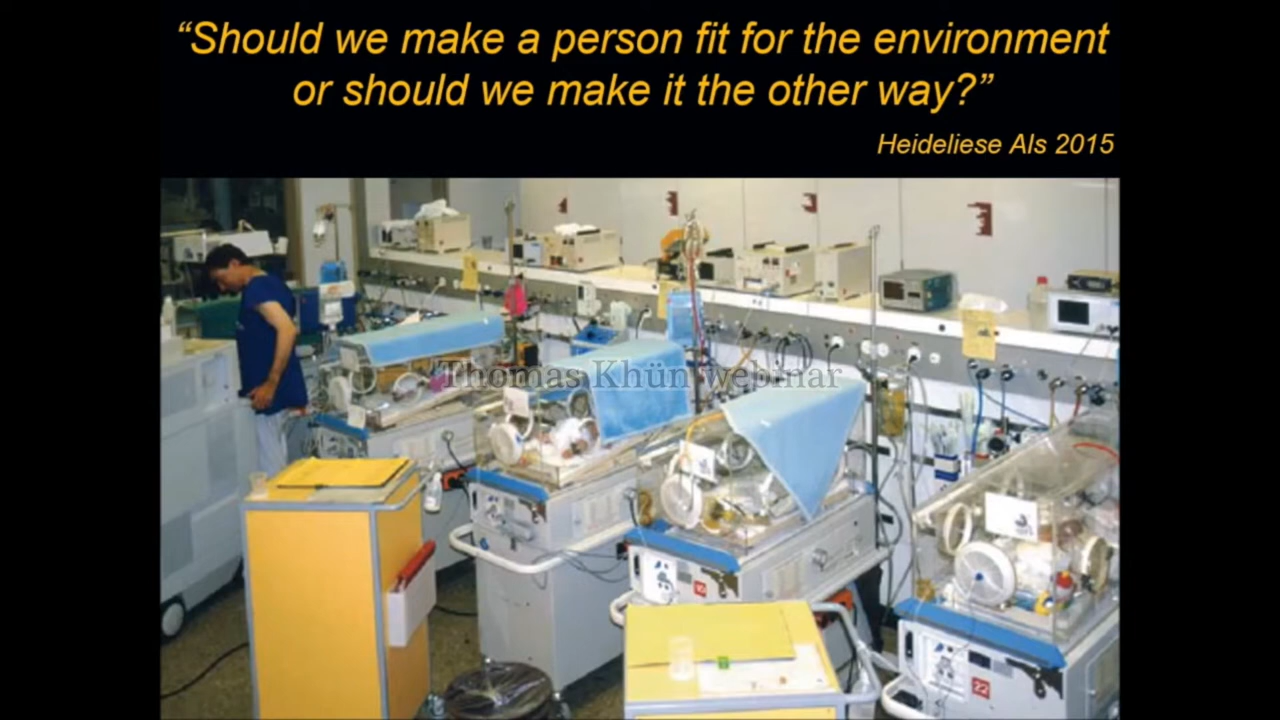 “Should we make a person fit for the environment
or should we make it the other way?”
Heideliese Als 2015
Thomas Khün webinar
22